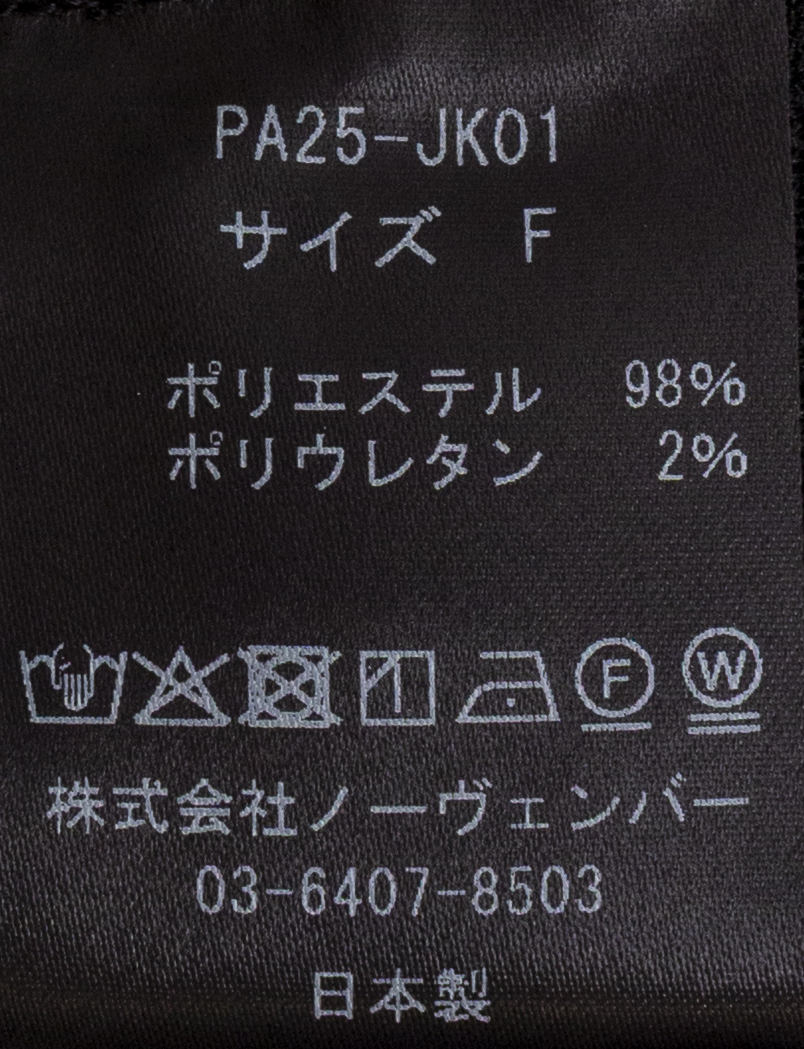 PA25-JK01
サイズ F
ポリエステル 98%
ポリウレタン 2%
F W
株式会社ノーヴェンバー
03-6407-8503
日本製